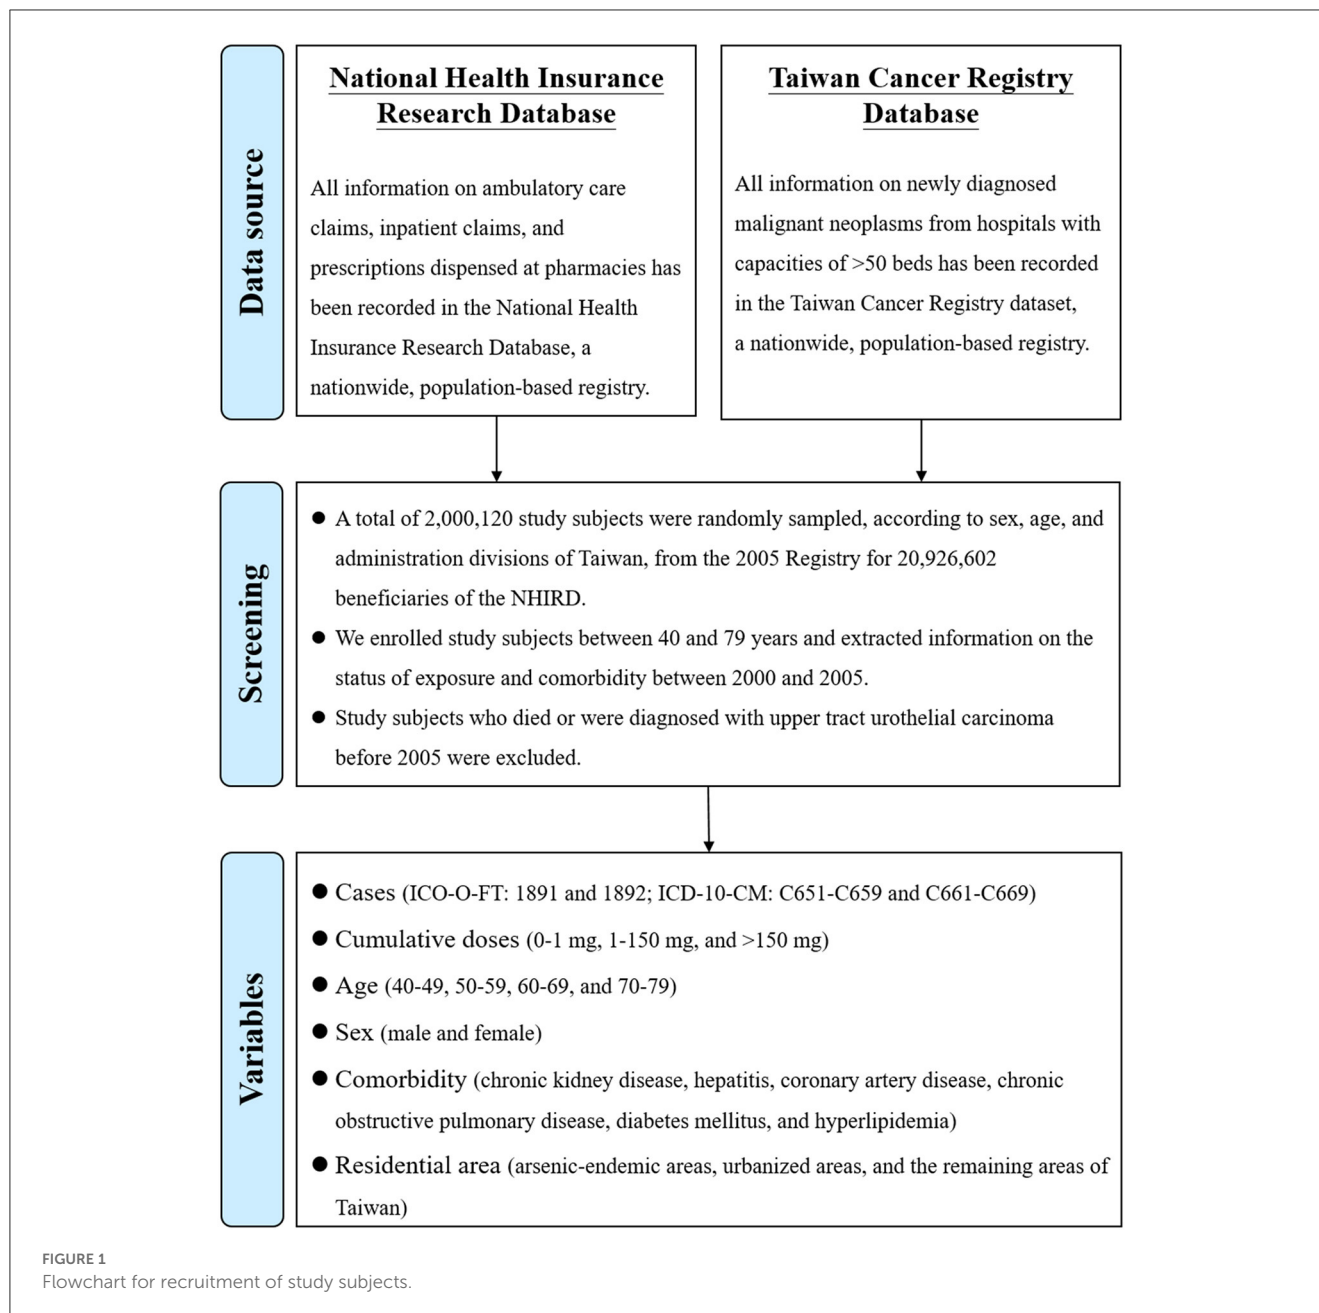 Data source
National Health Insurance
Research Database
All information on ambulatory care
claims, inpatient claims, and
prescriptions dispensed at pharmacies has
been recorded in the National Health
Insurance Research Database, a
nationwide, population-based registry.
Taiwan Cancer Registry
Database
All information on newly diagnosed
malignant neoplasms from hospitals with
capacities of >50 beds has been recorded
in the Taiwan Cancer Registry dataset,
a nationwide, population-based registry.
Screening
● A total of 2,000,120 study subjects were randomly sampled, according to sex, age, and
administration divisions of Taiwan, from the 2005 Registry for 20,926,602
beneficiaries of the NHIRD.
● We enrolled study subjects between 40 and 79 years and extracted information on the
status of exposure and comorbidity between 2000 and 2005.
● Study subjects who died or were diagnosed with upper tract urothelial carcinoma
before 2005 were excluded.
Variables
● Cases (ICO-O-FT: 1891 and 1892; ICD-10-CM: C651-C659 and C661-C669)
● Cumulative doses (0-1 mg, 1-150 mg, and >150 mg)
● Age (40-49, 50-59, 60-69, and 70-79)
● Sex (male and female)
● Comorbidity (chronic kidney disease, hepatitis, coronary artery disease, chronic
obstructive pulmonary disease, diabetes mellitus, and hyperlipidemia)
● Residential area (arsenic-endemic areas, urbanized areas, and the remaining areas of
Taiwan)
FIGURE 1
Flowchart for recruitment of study subjects.